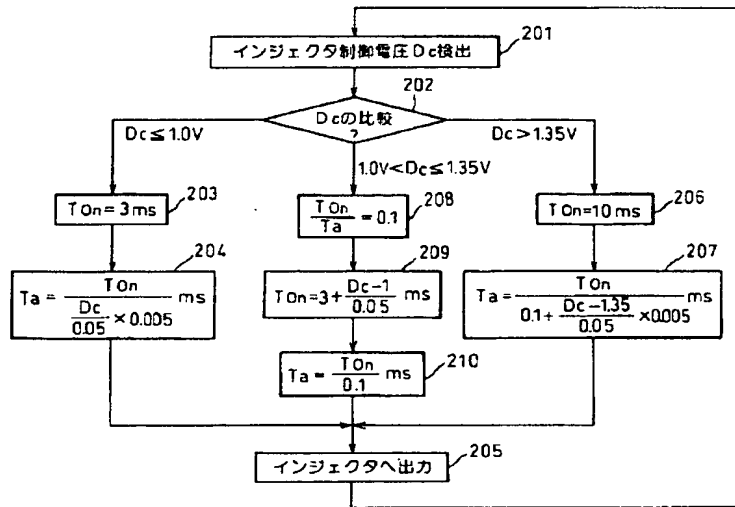 201
インジェクタ制御電圧Dc検出
202
Dcの比較
?
Dc≦1.0V
Dc>1.35V
1.0V<Dc≦1.35V
203
TOn=3ms
208
TOn/Ta=0.1
206
TOn=10ms
204
Ta=TOn/(Dc/0.05×0.005) ms
209
TOn=3+(Dc-1)/0.05 ms
207
Ta=TOn/(0.1+(Dc-1.35)/0.05×0.005) ms
210
Ta=TOn/0.1 ms
205
インジェクタへ出力